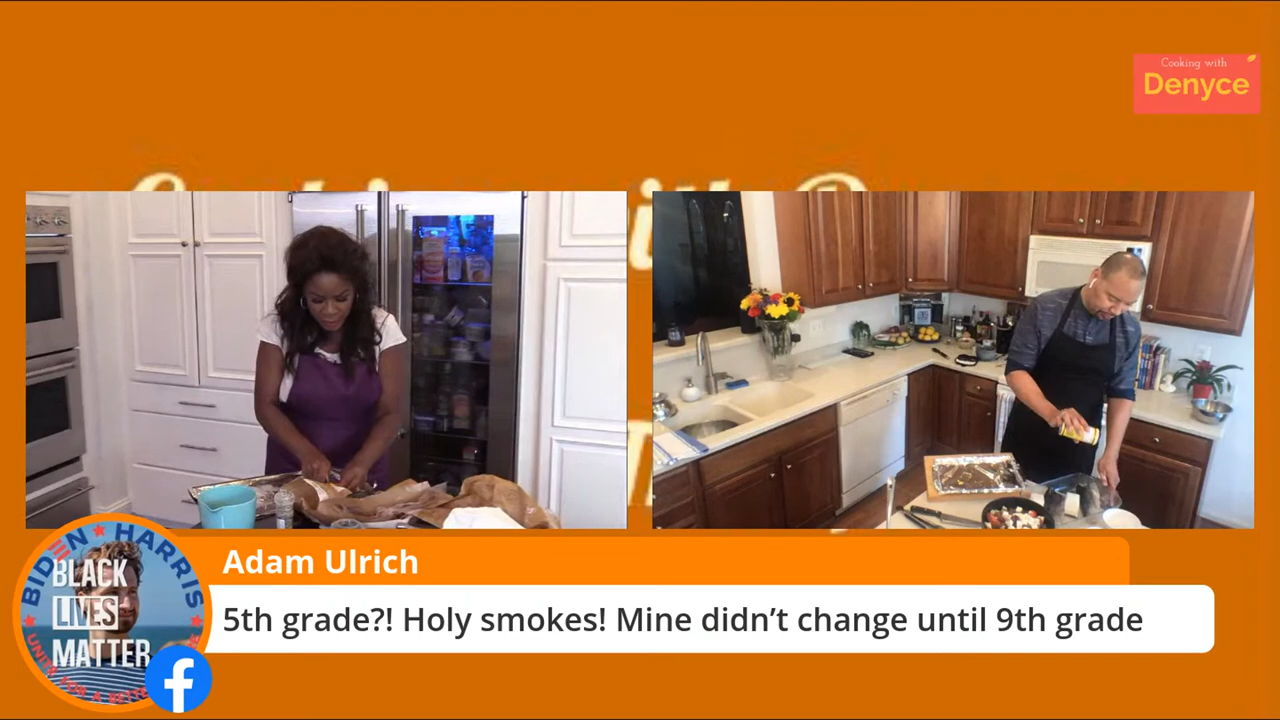 Cooking with
Denyce
BIDEN HARRIS
BLACK
LIVES
MATTER
Adam Ulrich
5th grade?! Holy smokes! Mine didn't change until 9th grade